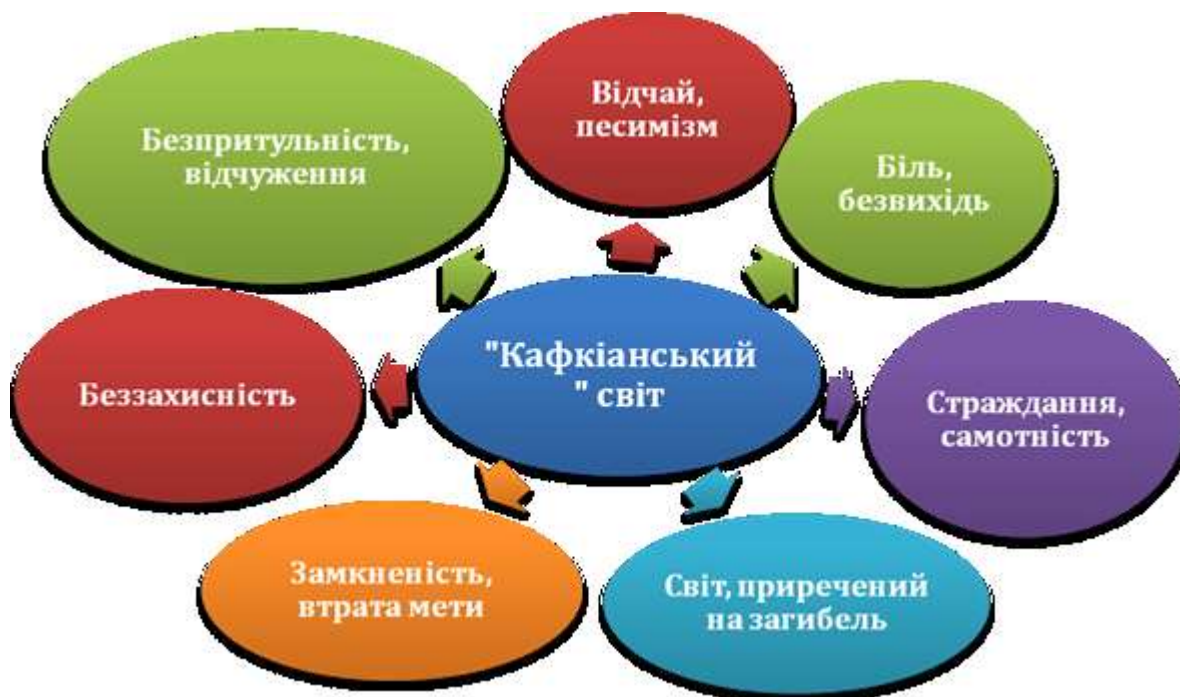 Відчай,
песимізм
Безпритульність,
відчуження
Біль,
безвихідь
"Кафкіанський
" світ
Беззахисність
Страждання,
самотність
Замкненість,
втрата мети
Світ, приречений
на загибель